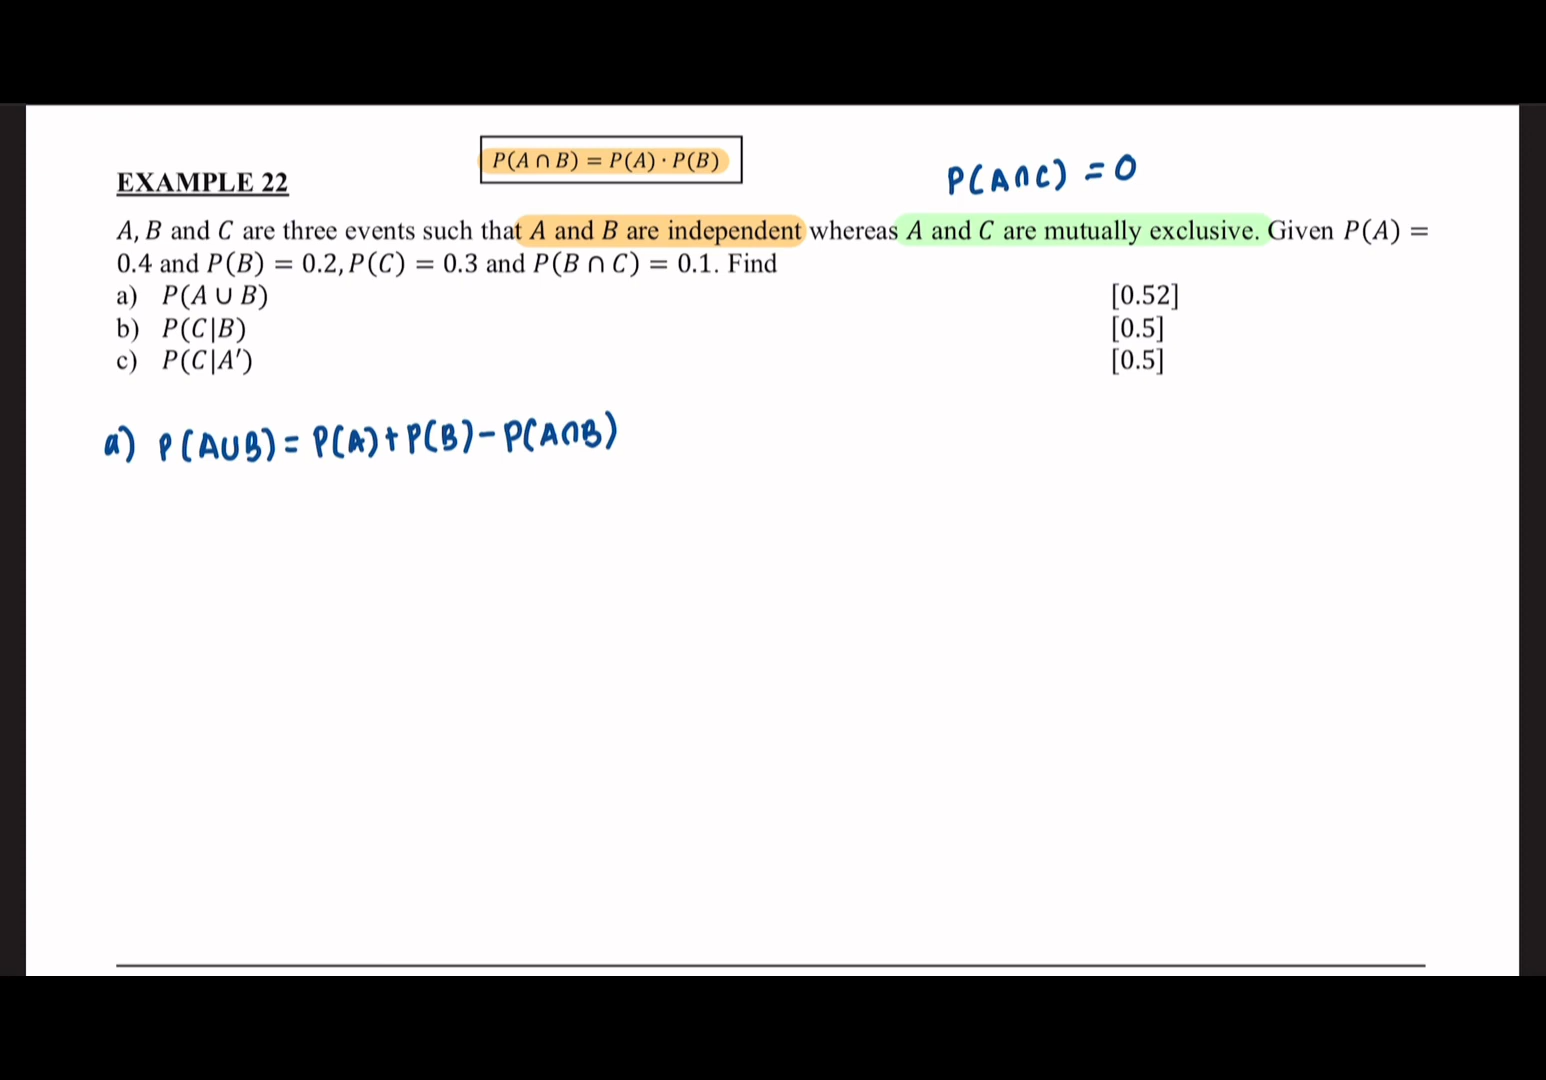 P(A ∩ B) = P(A) · P(B)
P(A∩C) = 0
EXAMPLE 22
A, B and C are three events such that A and B are independent whereas A and C are mutually exclusive. Given P(A) =
0.4 and P(B) = 0.2, P(C) = 0.3 and P(B ∩ C) = 0.1. Find
a) P(A ∪ B) [0.52]
b) P(C|B) [0.5]
c) P(C|A′) [0.5]
a) P(A∪B) = P(A) + P(B) - P(A∩B)